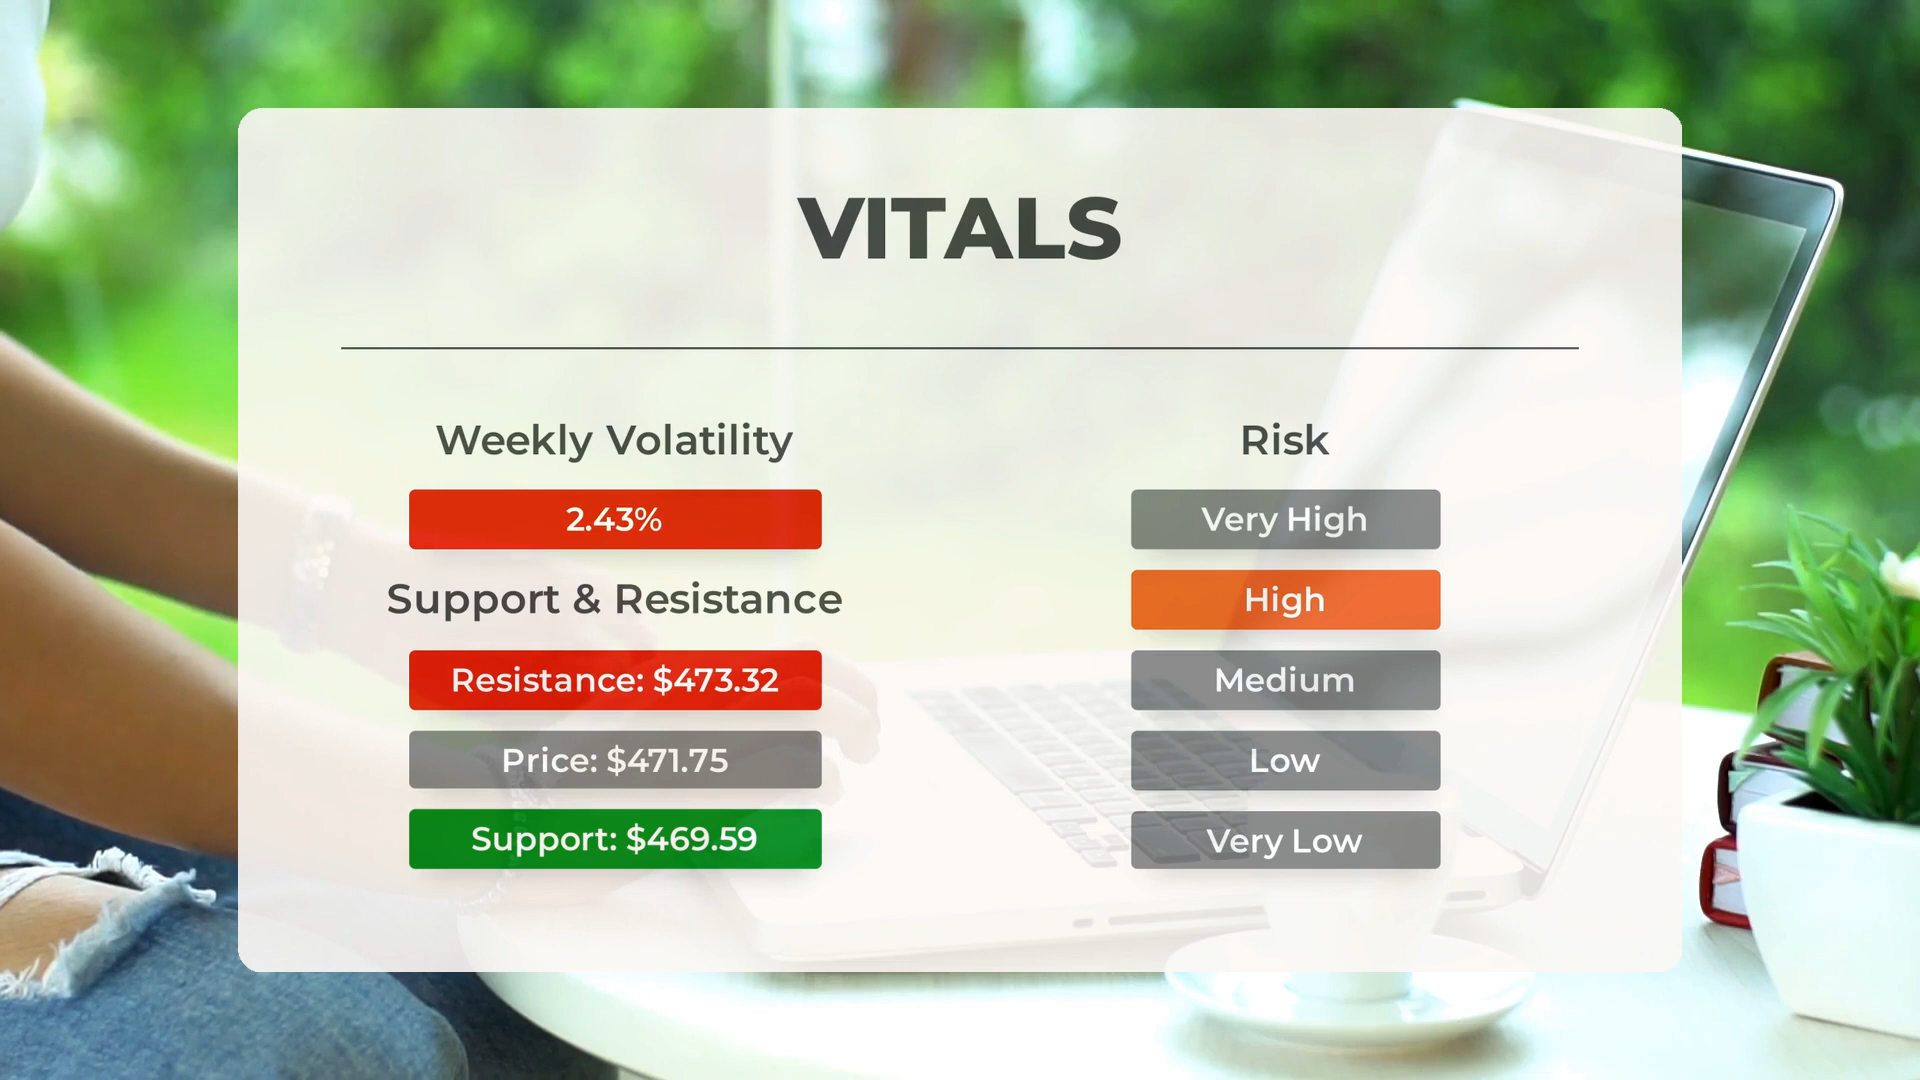 VITALS
Weekly Volatility
2.43%
Support & Resistance
Resistance: $473.32
Price: $471.75
Support: $469.59
Risk
Very High
High
Medium
Low
Very Low